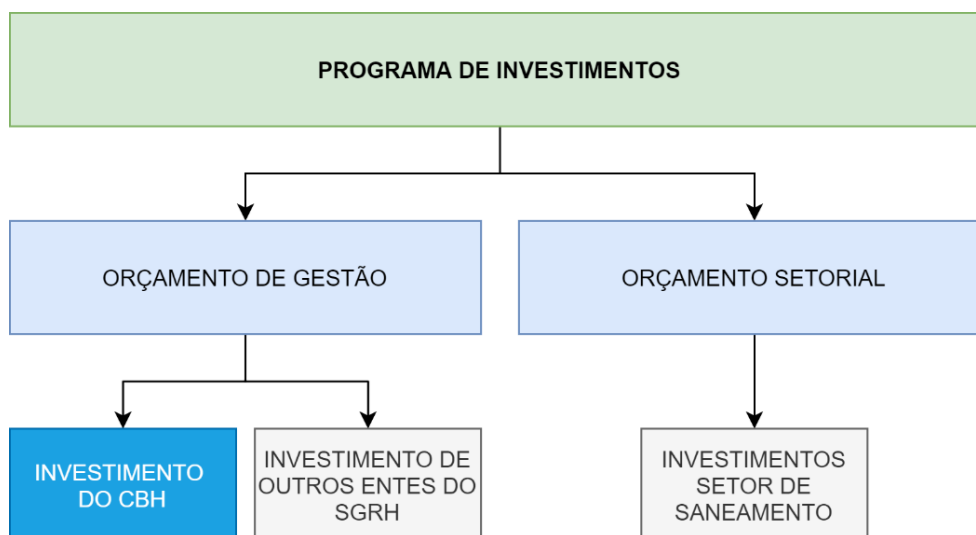 PROGRAMA DE INVESTIMENTOS
ORÇAMENTO DE GESTÃO
ORÇAMENTO SETORIAL
INVESTIMENTO
DO CBH
INVESTIMENTO DE
OUTROS ENTES DO
SGRH
INVESTIMENTOS
SETOR DE
SANEAMENTO